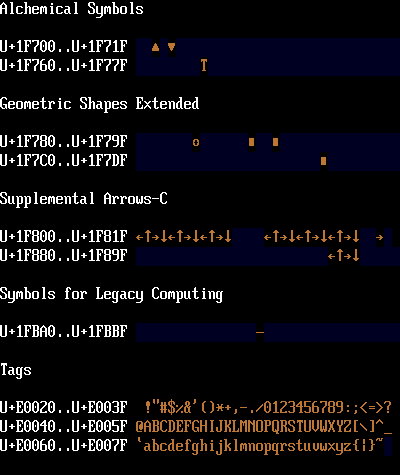 Alchemical Symbols
U+1F700..U+1F71F ▲ ▼
U+1F760..U+1F77F T
Geometric Shapes Extended
U+1F780..U+1F79F o ▮ ▮
U+1F7C0..U+1F7DF ▮
Supplemental Arrows-C
U+1F800..U+1F81F ←↑→↓←↑→↓←↑→↓ ←↑→↓←↑→↓←↑→↓ →
U+1F880..U+1F89F ←↑→↓
Symbols for Legacy Computing
U+1FBA0..U+1FBBF ─
Tags
U+E0020..U+E003F !"#$%&'()*+,-./0123456789:;<=>?
U+E0040..U+E005F @ABCDEFGHIJKLMNOPQRSTUVWXYZ[\]^_
U+E0060..U+E007F `abcdefghijklmnopqrstuvwxyz{|}~